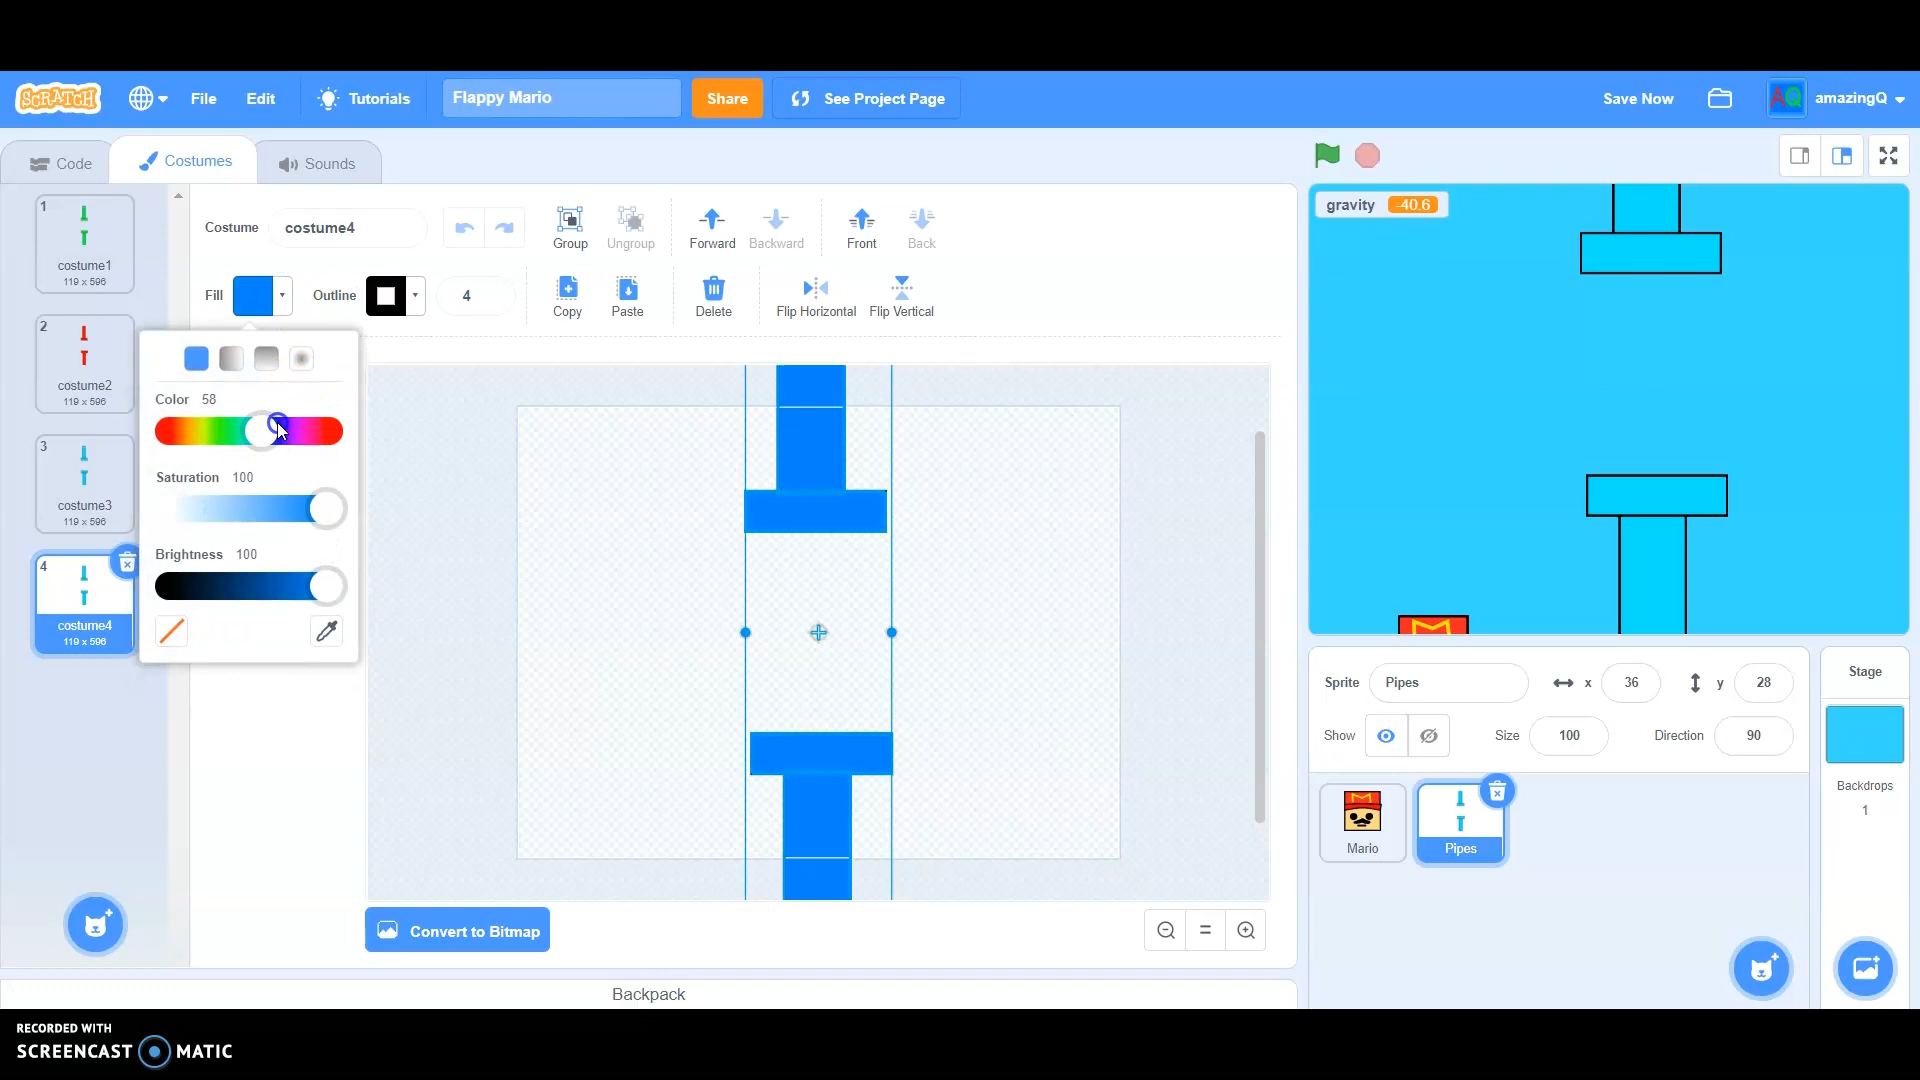 SCRATCH
File
Edit
Tutorials
Flappy Mario
Share
See Project Page
Save Now
AQ
amazingQ
Code
Costumes
Sounds
1
costume1
119 x 596
2
costume2
119 x 596
3
costume3
119 x 596
4
costume4
119 x 596
Costume
costume4
Group
Ungroup
Forward
Backward
Front
Back
Fill
Outline
4
Copy
Paste
Delete
Flip Horizontal
Flip Vertical
Color 58
Saturation 100
Brightness 100
Convert to Bitmap
Backpack
gravity -40.6
M
Sprite
Pipes
x
36
y
28
Show
Size
100
Direction
90
M
Mario
Pipes
Stage
Backdrops
1
RECORDED WITH
SCREENCAST MATIC